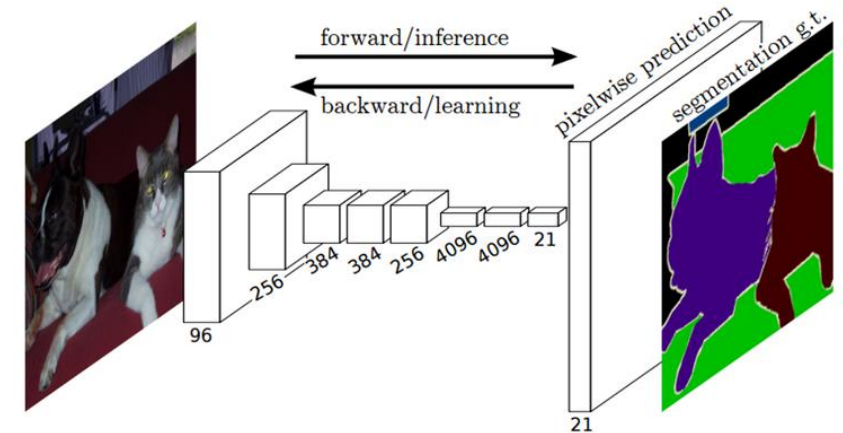 forward/inference
backward/learning
pixelwise prediction
segmentation g.t.
96
256
384
384
256
4096
4096
21
21